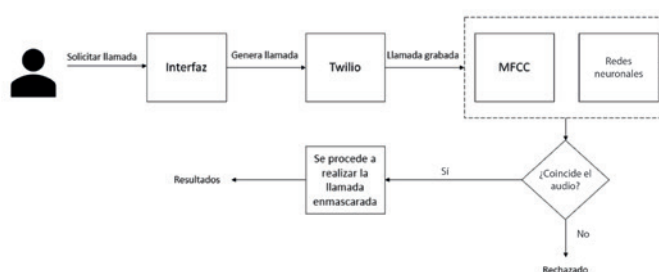 Solicitar llamada
Interfaz
Genera llamada
Twilio
Llamada grabada
MFCC
Redes
neuronales
¿Coincide el
audio?
Sí
Se procede a
realizar la
llamada
enmascarada
Resultados
No
Rechazado